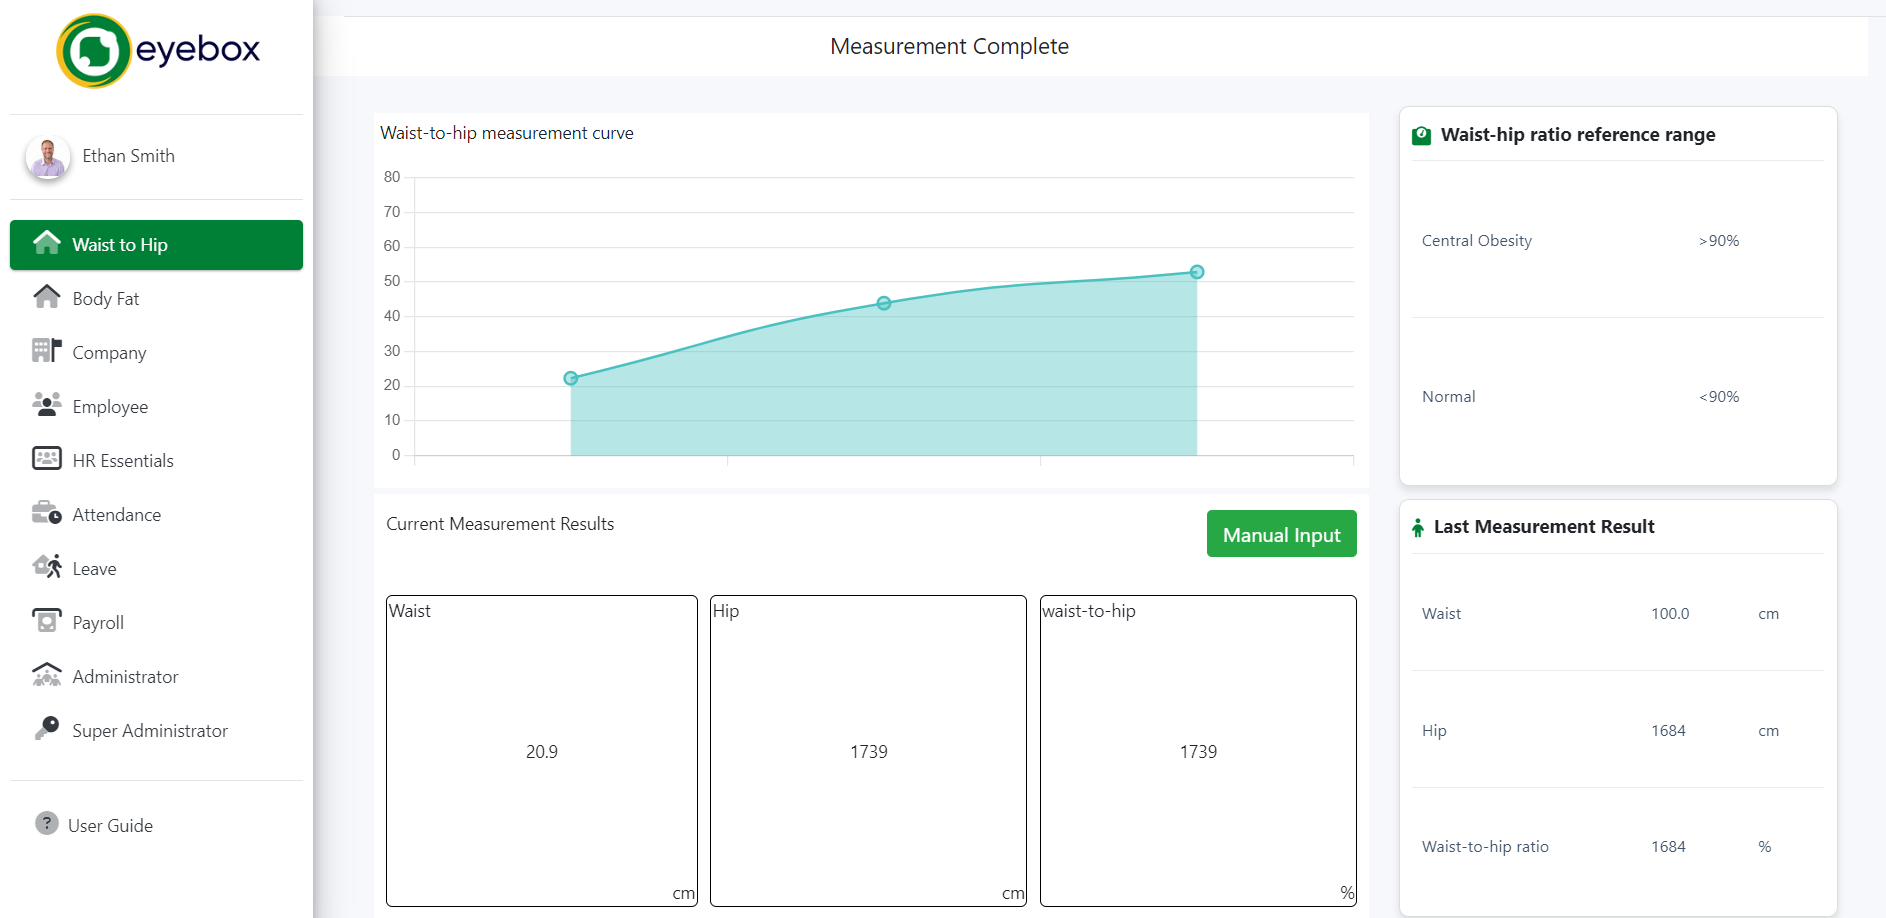 eyebox
Ethan Smith
Waist to Hip
Body Fat
Company
Employee
HR Essentials
Attendance
Leave
Payroll
Administrator
Super Administrator
? User Guide
Measurement Complete
Waist-to-hip measurement curve
80
70
60
50
40
30
20
10
0
Current Measurement Results
Manual Input
Waist
20.9
cm
Hip
1739
cm
waist-to-hip
1739
%
Waist-hip ratio reference range
Central Obesity >90%
Normal <90%
Last Measurement Result
Waist 100.0 cm
Hip 1684 cm
Waist-to-hip ratio 1684 %